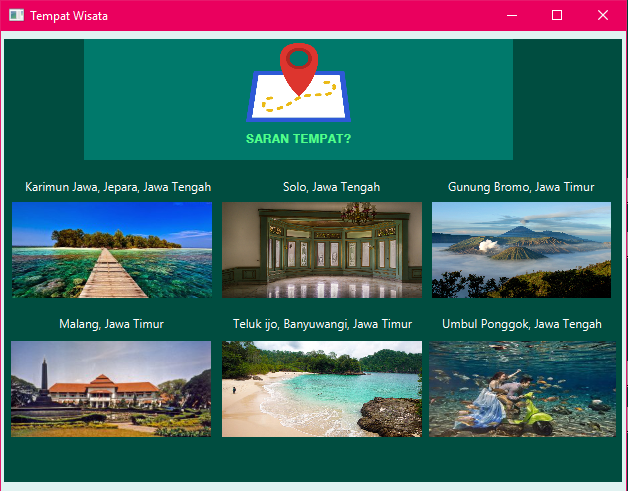 Tempat Wisata
SARAN TEMPAT?
Karimun Jawa, Jepara, Jawa Tengah
Solo, Jawa Tengah
Gunung Bromo, Jawa Timur
Malang, Jawa Timur
Teluk ijo, Banyuwangi, Jawa Timur
Umbul Ponggok, Jawa Tengah